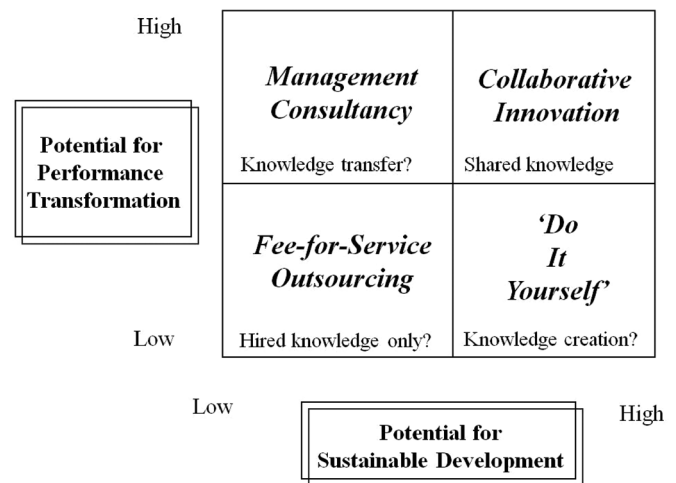 High
Management
Consultancy
Knowledge transfer?
Collaborative
Innovation
Shared knowledge
Potential for
Performance
Transformation
Fee-for-Service
Outsourcing
Hired knowledge only?
‘Do
It
Yourself’
Knowledge creation?
Low
Low
High
Potential for
Sustainable Development